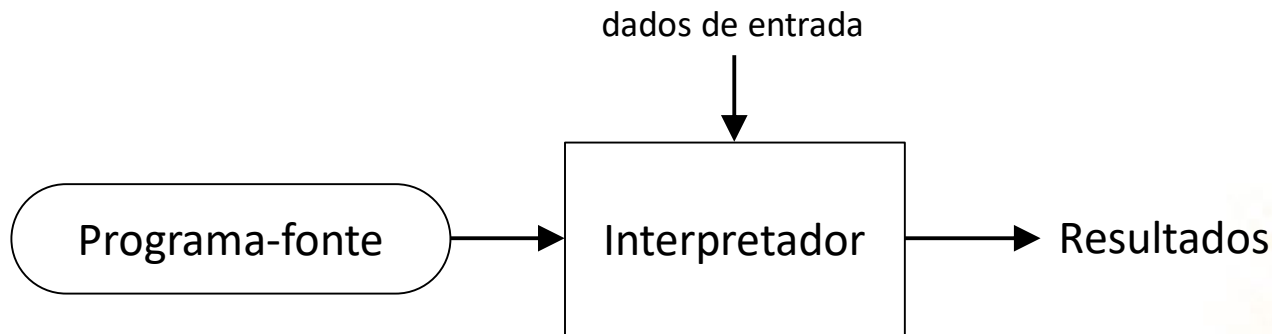 dados de entrada
Programa-fonte
Interpretador
Resultados